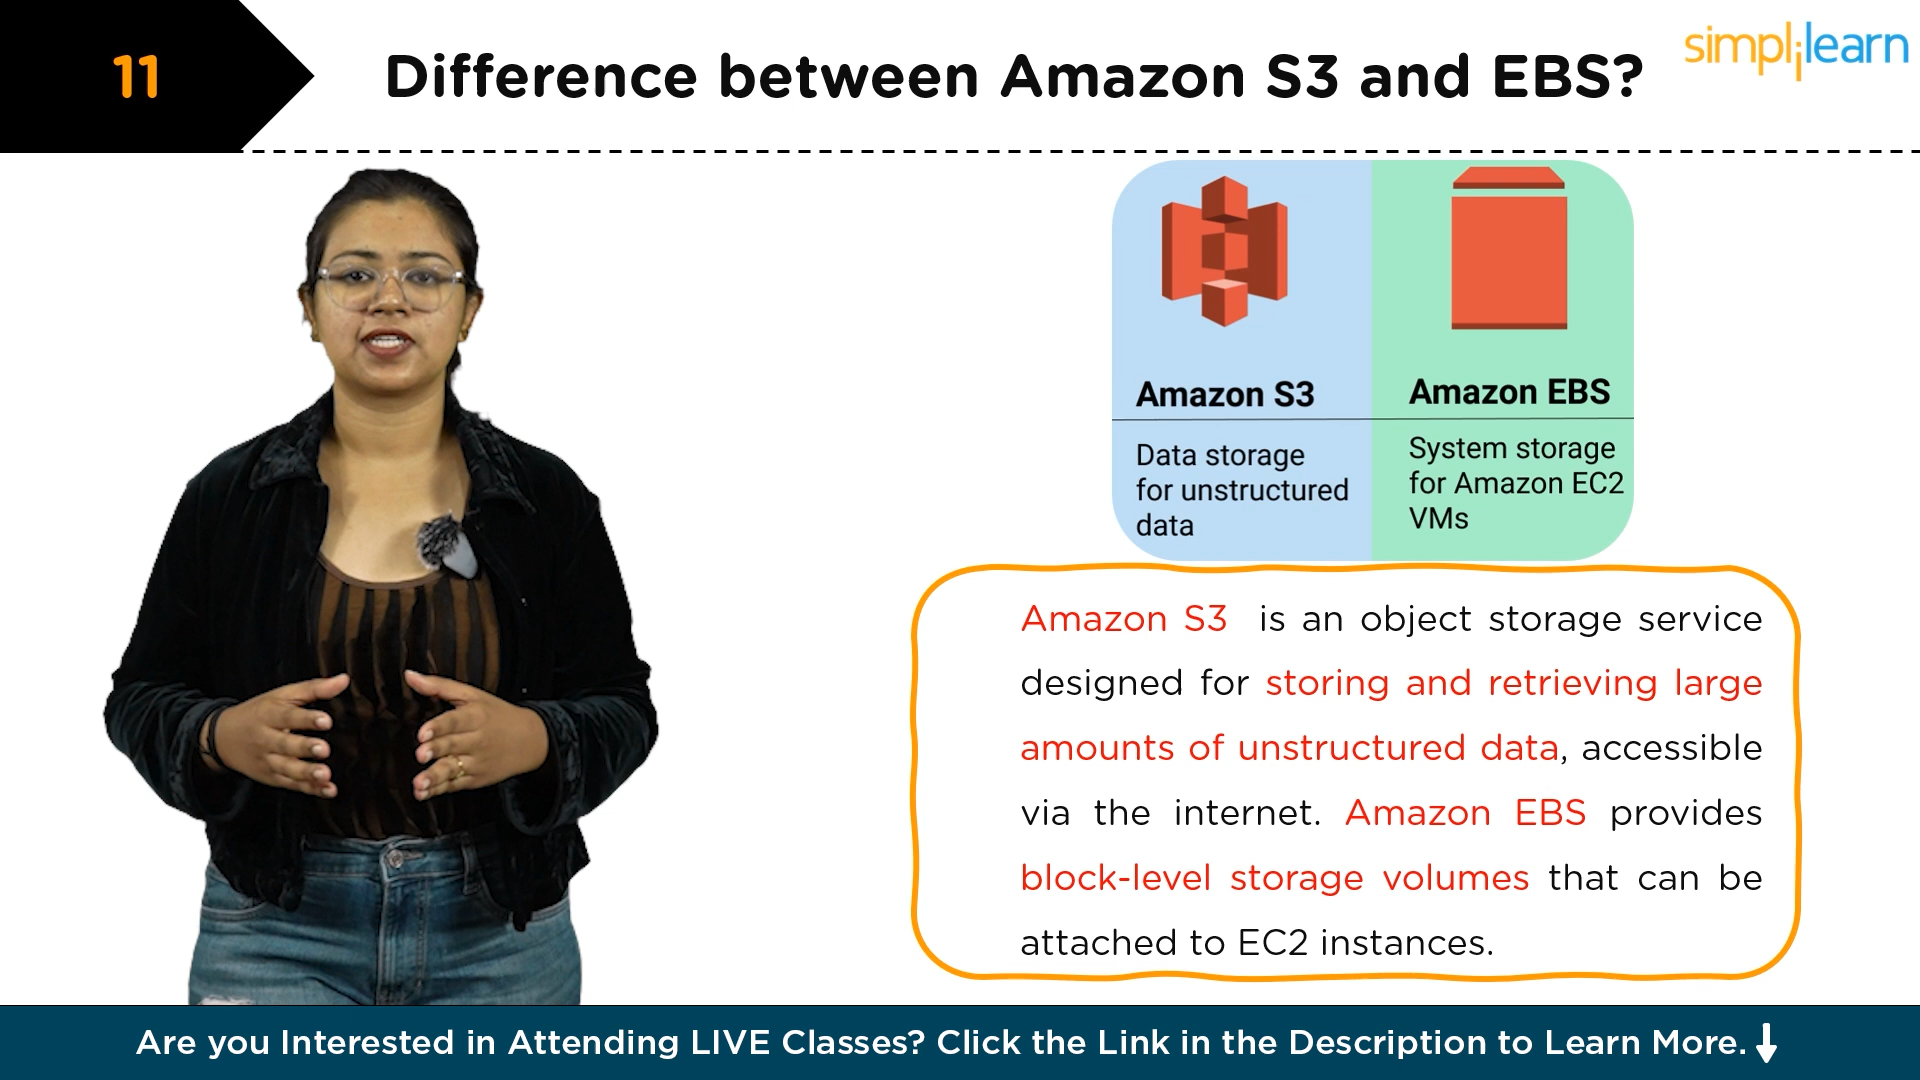 11
Difference between Amazon S3 and EBS?
simplilearn
Amazon S3
Data storage
for unstructured
data
Amazon EBS
System storage
for Amazon EC2
VMs
Amazon S3 is an object storage service
designed for storing and retrieving large
amounts of unstructured data, accessible
via the internet. Amazon EBS provides
block-level storage volumes that can be
attached to EC2 instances.
Are you Interested in Attending LIVE Classes? Click the Link in the Description to Learn More.